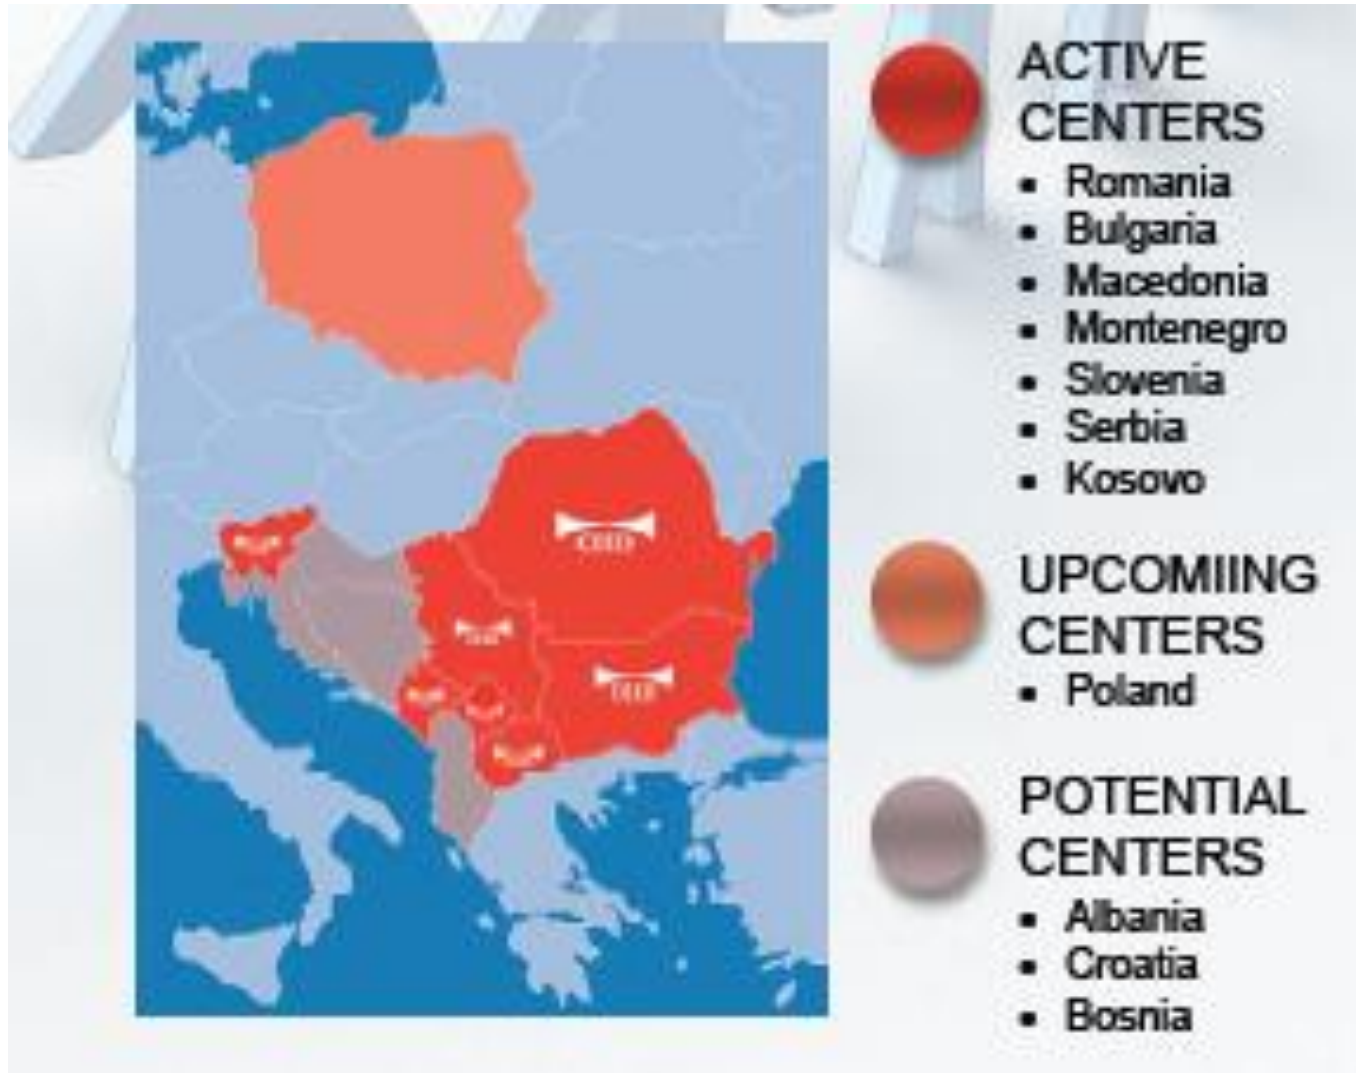 ACTIVE
CENTERS
▪ Romania
▪ Bulgaria
▪ Macedonia
▪ Montenegro
▪ Slovenia
▪ Serbia
▪ Kosovo
UPCOMIING
CENTERS
▪ Poland
POTENTIAL
CENTERS
▪ Albania
▪ Croatia
▪ Bosnia